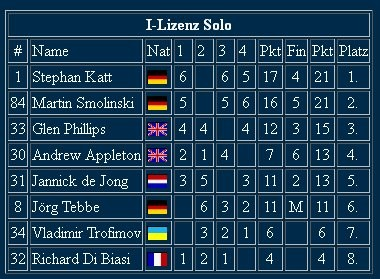 I-Lizenz Solo
# Name Nat 1 2 3 4 Pkt Fin Pkt Platz
1 Stephan Katt 6 6 5 17 4 21 1.
84 Martin Smolinski 5 5 6 16 5 21 2.
33 Glen Phillips 4 4 4 12 3 15 3.
30 Andrew Appleton 2 1 4 7 6 13 4.
31 Jannick de Jong 3 5 3 11 2 13 5.
8 Jörg Tebbe 6 3 2 11 M 11 6.
34 Vladimir Trofimov 3 2 1 6 6 7.
32 Richard Di Biasi 1 2 1 4 4 8.